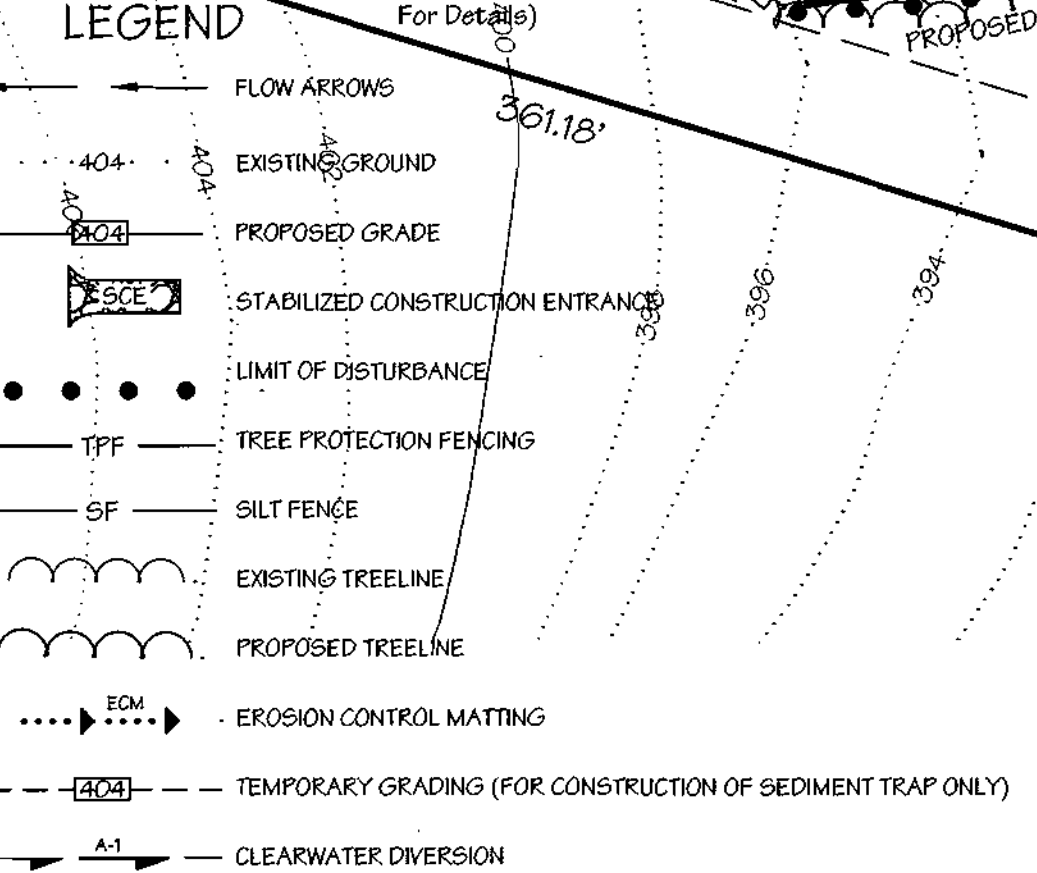 For Details)
LEGEND
PROPOSED
400
FLOW ARROWS
361.18'
404 EXISTING GROUND
404
402
404 PROPOSED GRADE
SCE STABILIZED CONSTRUCTION ENTRANCE
396
394
LIMIT OF DISTURBANCE
TPF TREE PROTECTION FENCING
SF SILT FENCE
EXISTING TREELINE
PROPOSED TREELINE
ECM
EROSION CONTROL MATTING
404 TEMPORARY GRADING (FOR CONSTRUCTION OF SEDIMENT TRAP ONLY)
A-1
CLEARWATER DIVERSION